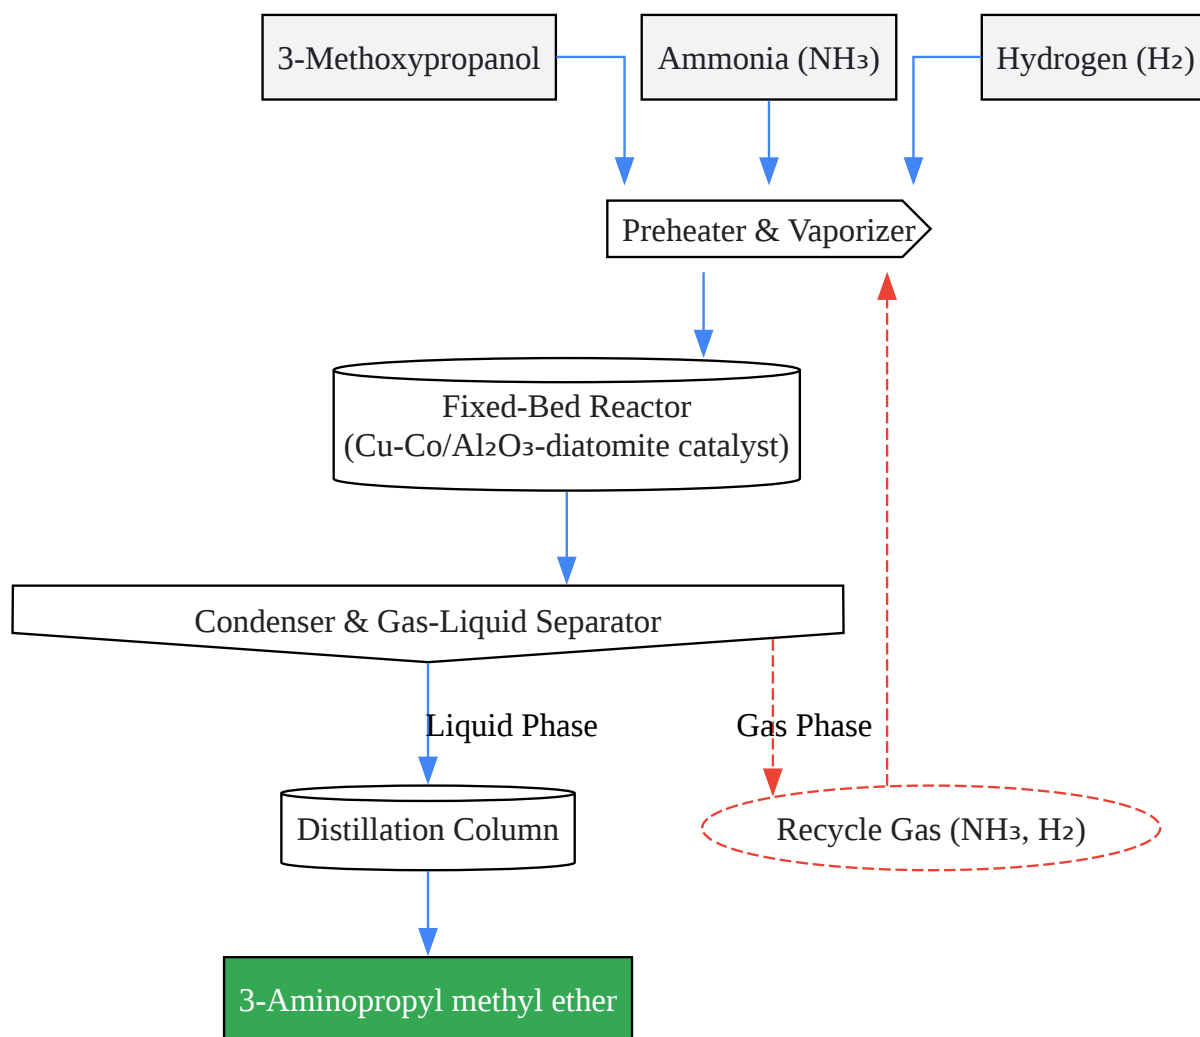 3-Methoxypropanol
Ammonia (NH₃)
Hydrogen (H₂)
Preheater & Vaporizer
Fixed-Bed Reactor
(Cu-Co/Al₂O₃-diatomite catalyst)
Condenser & Gas-Liquid Separator
Liquid Phase
Gas Phase
Distillation Column
Recycle Gas (NH₃, H₂)
3-Aminopropyl methyl ether